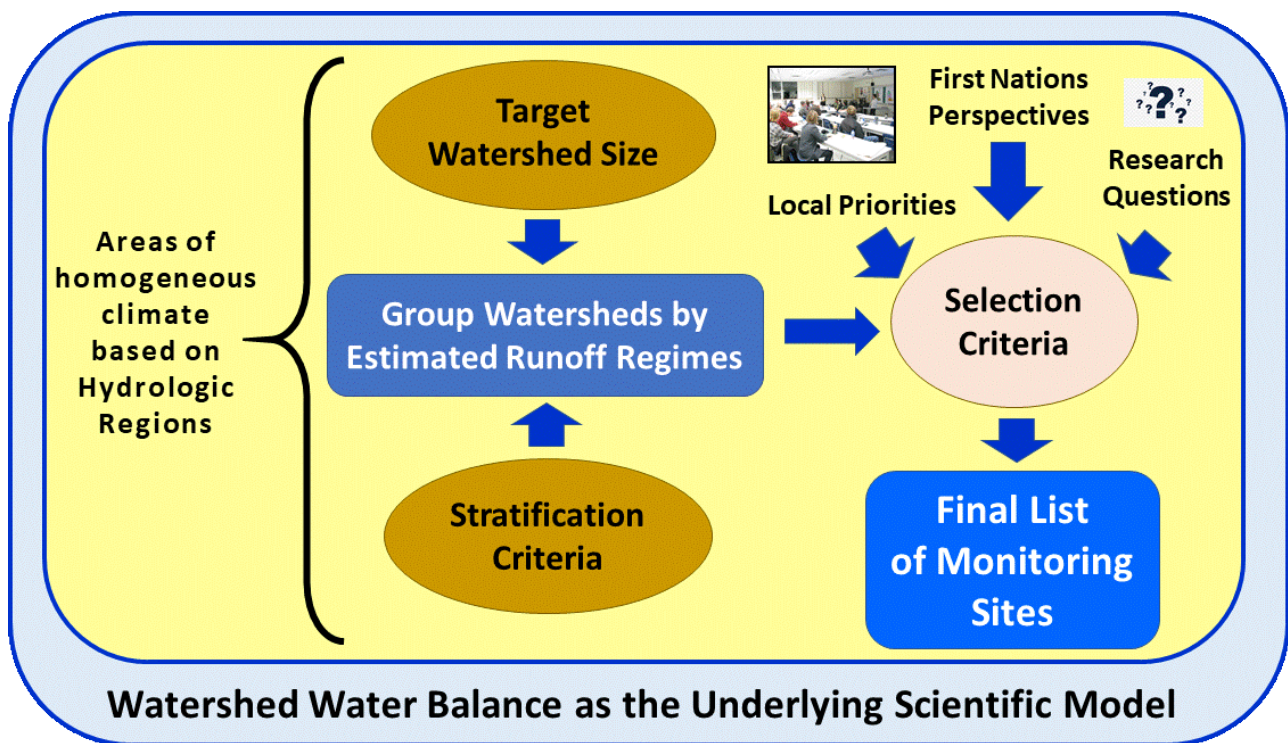 Areas of
homogeneous
climate
based on
Hydrologic
Regions
Target
Watershed Size
Group Watersheds by
Estimated Runoff Regimes
Stratification
Criteria
Local Priorities
First Nations
Perspectives
? ? ? ? ? ? ? ?
Research
Questions
Selection
Criteria
Final List
of Monitoring
Sites
Watershed Water Balance as the Underlying Scientific Model